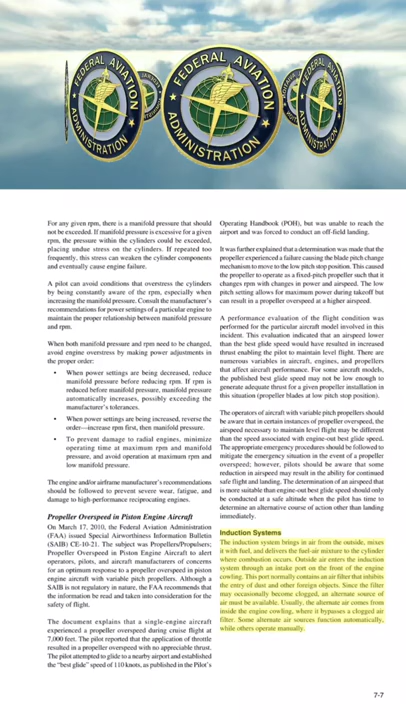 FEDERAL AVIATION
ADMINISTRATION
FEDERAL AVIATION
ADMINISTRATION
FEDERAL AVIATION
ADMINISTRATION
For any given rpm, there is a manifold pressure that should
not be exceeded. If manifold pressure is excessive for a given
rpm, the pressure within the cylinders could be exceeded,
placing undue stress on the cylinders. If repeated too
frequently, this stress can weaken the cylinder components
and eventually cause engine failure.
A pilot can avoid conditions that overstress the cylinders
by being constantly aware of the rpm, especially when
increasing the manifold pressure. Consult the manufacturer's
recommendations for power settings of a particular engine to
maintain the proper relationship between manifold pressure
and rpm.
When both manifold pressure and rpm need to be changed,
avoid engine overstress by making power adjustments in
the proper order:
• When power settings are being decreased, reduce
manifold pressure before reducing rpm. If rpm is
reduced before manifold pressure, manifold pressure
automatically increases, possibly exceeding the
manufacturer's tolerances.
• When power settings are being increased, reverse the
order—increase rpm first, then manifold pressure.
• To prevent damage to radial engines, minimize
operating time at maximum rpm and manifold
pressure, and avoid operation at maximum rpm and
low manifold pressure.
The engine and/or airframe manufacturer's recommendations
should be followed to prevent severe wear, fatigue, and
damage to high-performance reciprocating engines.
Propeller Overspeed in Piston Engine Aircraft
On March 17, 2010, the Federal Aviation Administration
(FAA) issued Special Airworthiness Information Bulletin
(SAIB) CE-10-21. The subject was Propellers/Propulsers;
Propeller Overspeed in Piston Engine Aircraft to alert
operators, pilots, and aircraft manufacturers of concerns
for an optimum response to a propeller overspeed in piston
engine aircraft with variable pitch propellers. Although a
SAIB is not regulatory in nature, the FAA recommends that
the information be read and taken into consideration for the
safety of flight.
The document explains that a single-engine aircraft
experienced a propeller overspeed during cruise flight at
7,000 feet. The pilot reported that the application of throttle
resulted in a propeller overspeed with no appreciable thrust.
The pilot attempted to glide to a nearby airport and established
the "best glide" speed of 110 knots, as published in the Pilot's
Operating Handbook (POH), but was unable to reach the
airport and was forced to conduct an off-field landing.
It was further explained that a determination was made that the
propeller experienced a failure causing the blade pitch change
mechanism to move to the low pitch stop position. This caused
the propeller to operate as a fixed-pitch propeller such that it
changes rpm with changes in power and airspeed. The low
pitch setting allows for maximum power during takeoff but
can result in a propeller overspeed at a higher airspeed.
A performance evaluation of the flight condition was
performed for the particular aircraft model involved in this
incident. This evaluation indicated that an airspeed lower
than the best glide speed would have resulted in increased
thrust enabling the pilot to maintain level flight. There are
numerous variables in aircraft, engines, and propellers
that affect aircraft performance. For some aircraft models,
the published best glide speed may not be low enough to
generate adequate thrust for a given propeller installation in
this situation (propeller blades at low pitch stop position).
The operators of aircraft with variable pitch propellers should
be aware that in certain instances of propeller overspeed, the
airspeed necessary to maintain level flight may be different
than the speed associated with engine-out best glide speed.
The appropriate emergency procedures should be followed to
mitigate the emergency situation in the event of a propeller
overspeed; however, pilots should be aware that some
reduction in airspeed may result in the ability for continued
safe flight and landing. The determination of an airspeed that
is more suitable than engine-out best glide speed should only
be conducted at a safe altitude when the pilot has time to
determine an alternative course of action other than landing
immediately.
Induction Systems
The induction system brings in air from the outside, mixes
it with fuel, and delivers the fuel-air mixture to the cylinder
where combustion occurs. Outside air enters the induction
system through an intake port on the front of the engine
cowling. This port normally contains an air filter that inhibits
the entry of dust and other foreign objects. Since the filter
may occasionally become clogged, an alternate source of
air must be available. Usually, the alternate air comes from
inside the engine cowling, where it bypasses a clogged air
filter. Some alternate air sources function automatically,
while others operate manually.
7-7